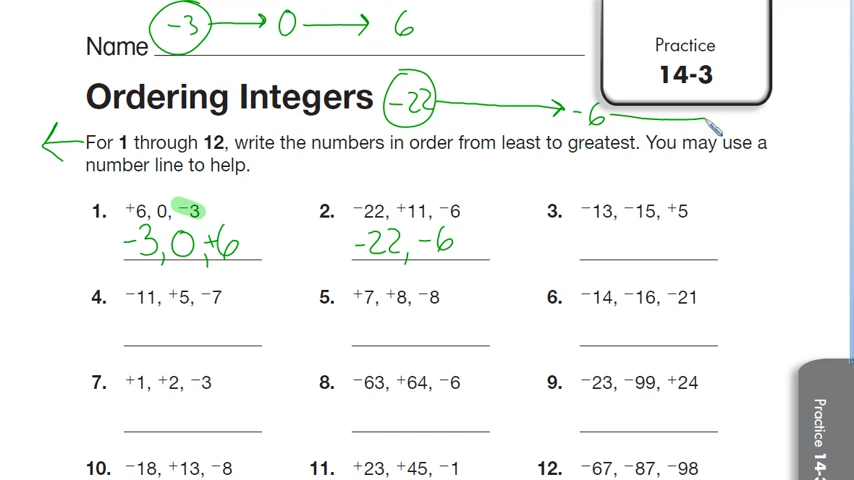 -3 → 0 → 6
Name
Practice
14-3
Ordering Integers
-22 → -6
For 1 through 12, write the numbers in order from least to greatest. You may use a
number line to help.
1. +6, 0, −3
2. −22, +11, −6
3. −13, −15, +5
-3, 0, +6
-22, -6
4. −11, +5, −7
5. +7, +8, −8
6. −14, −16, −21
7. +1, +2, −3
8. −63, +64, −6
9. −23, −99, +24
10. −18, +13, −8
11. +23, +45, −1
12. −67, −87, −98
Practice 14-3